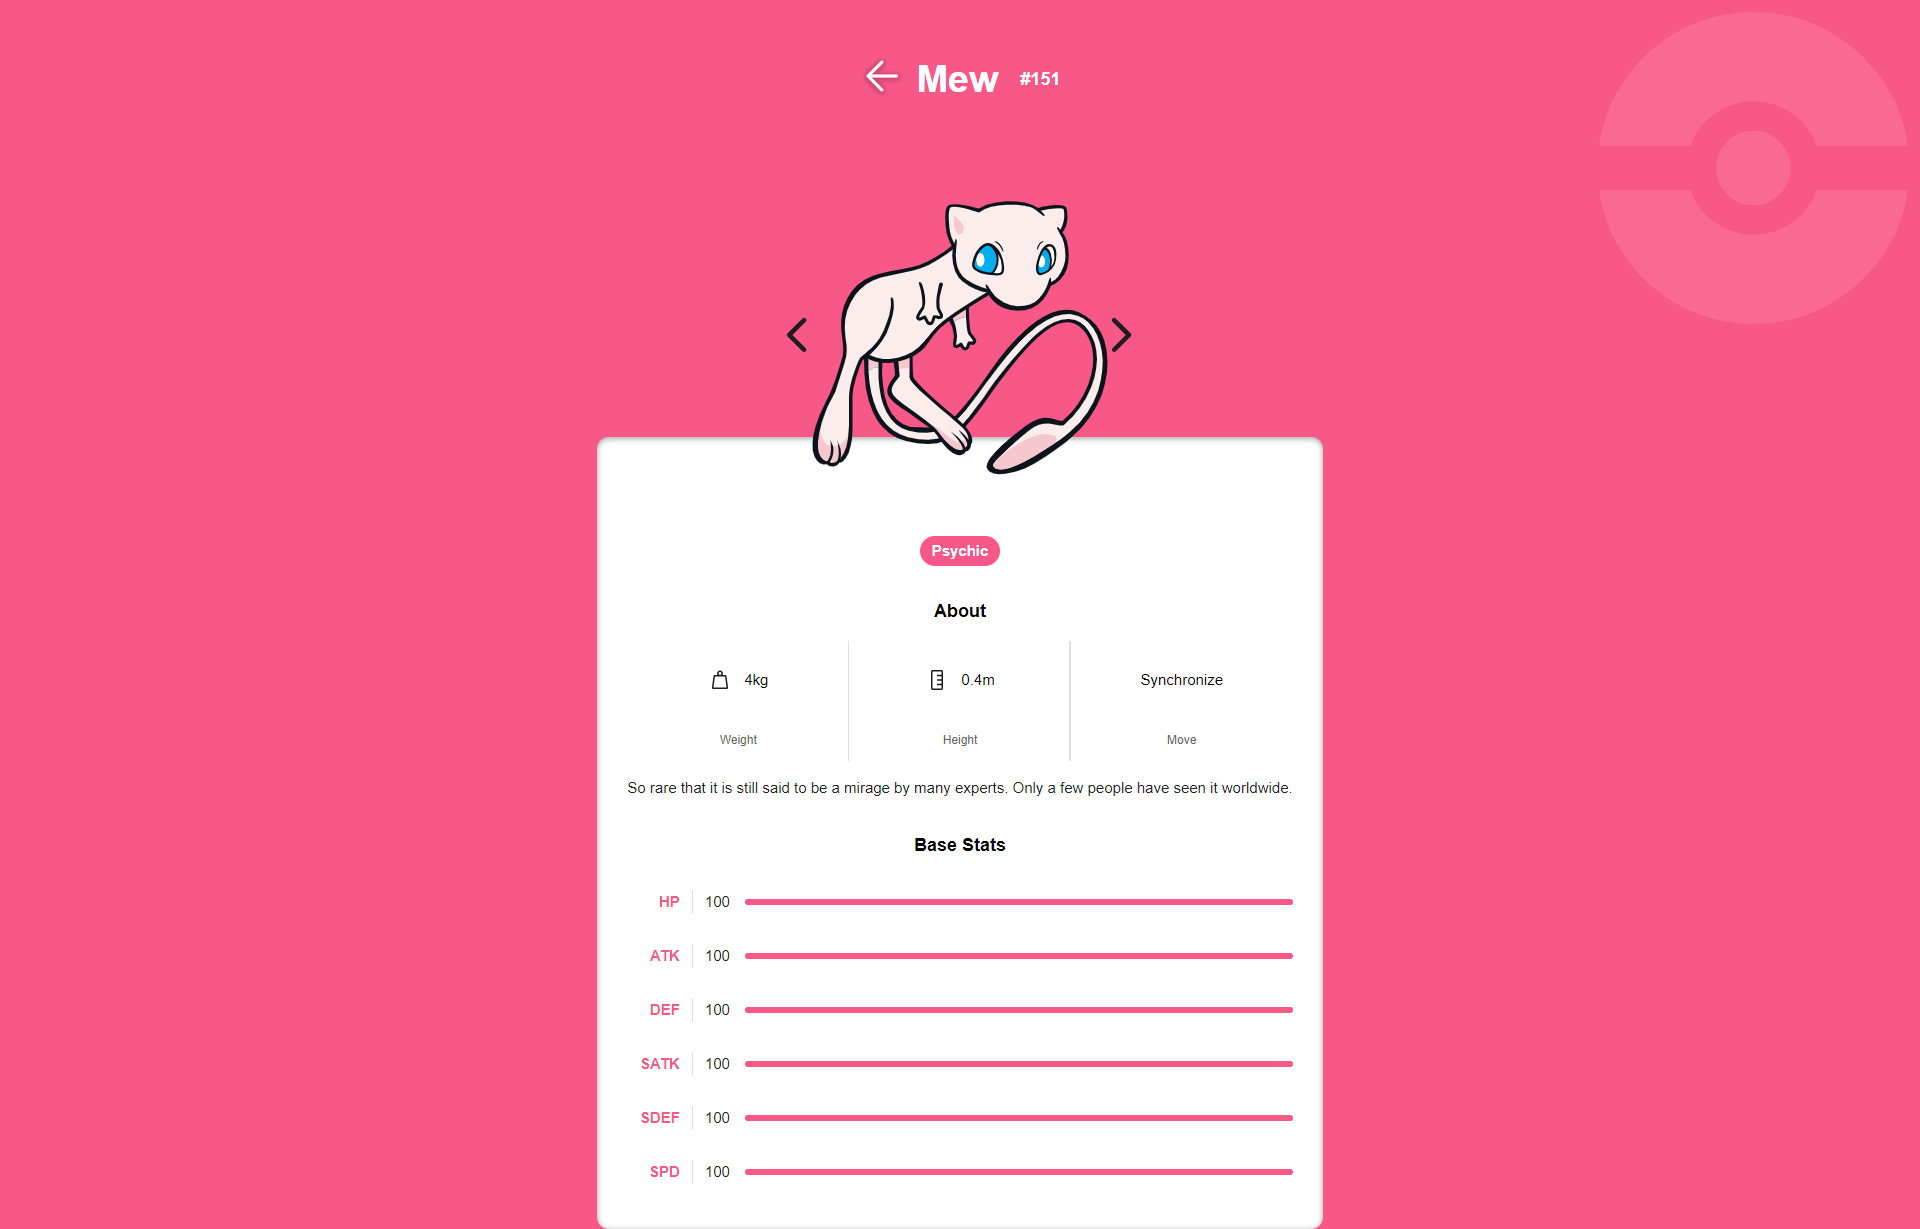 Mew #151
Psychic
About
4kg 0.4m Synchronize
Weight Height Move
So rare that it is still said to be a mirage by many experts. Only a few people have seen it worldwide.
Base Stats
HP 100
ATK 100
DEF 100
SATK 100
SDEF 100
SPD 100